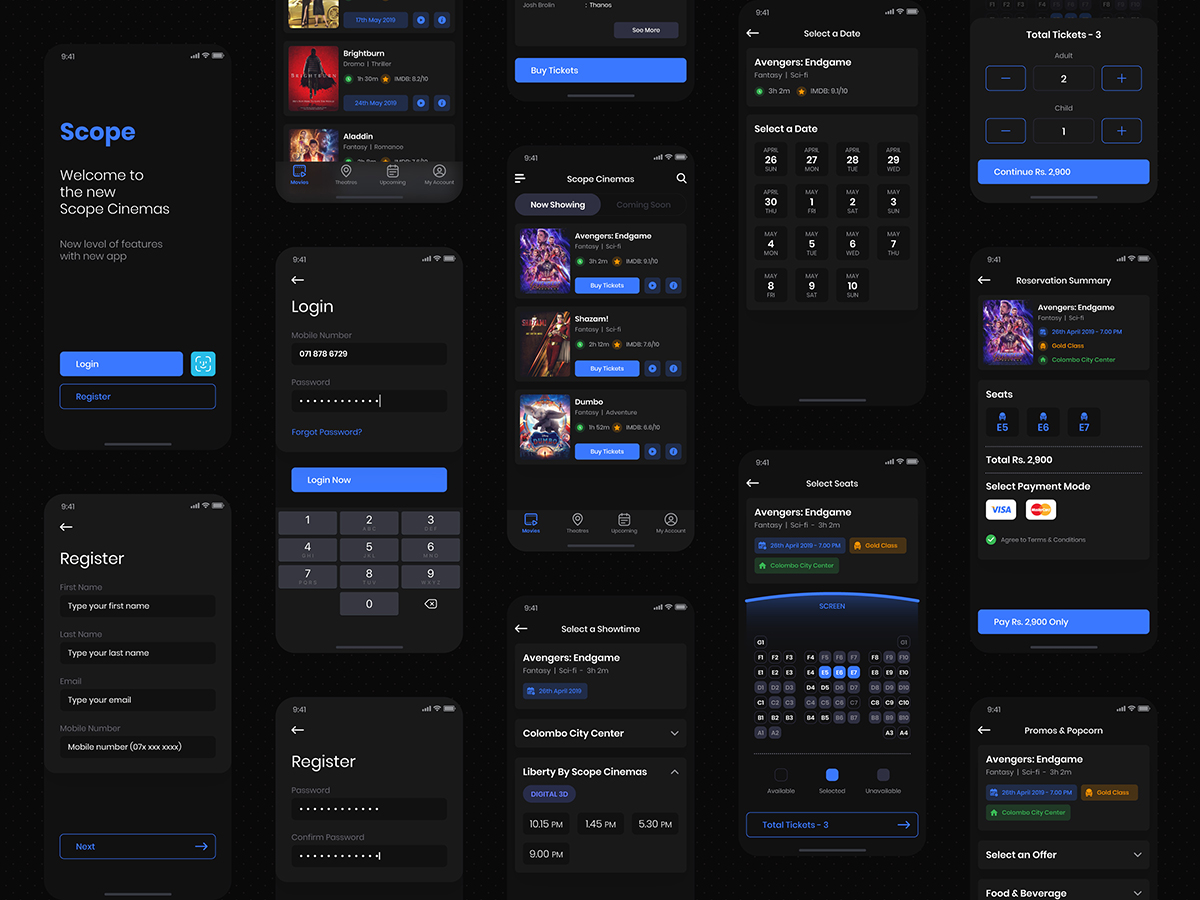 9:41
Scope
Welcome to
the new
Scope Cinemas
New level of features
with new app
Login
Register
9:41
Register
First Name
Type your first name
Last Name
Type your last name
Email
Type your email
Mobile Number
Mobile number (07x xxx xxxx)
Next
17th May 2019
Brightburn
Drama | Thriller
1h 30m IMDB: 8.2/10
24th May 2019
BRIGHTBURN
Aladdin
Fantasy | Romance
Movies
Theatres
Upcoming
My Account
9:41
Login
Mobile Number
071 878 6729
Password
Forgot Password?
Login Now
1 2 3
ABC DEF
4 5 6
GHI JKL MNO
7 8 9
PQRS TUV WXYZ
0
9:41
Register
Password
Confirm Password
Josh Brolin : Thanos
See More
Buy Tickets
9:41
Scope Cinemas
Now Showing
Coming Soon
Avengers: Endgame
Fantasy | Sci-fi
3h 2m IMDB: 9.1/10
Buy Tickets
Shazam!
Fantasy | Sci-fi
2h 12m IMDB: 7.6/10
Buy Tickets
SHAZAM!
Dumbo
Fantasy | Adventure
1h 52m IMDB: 6.6/10
Buy Tickets
DUMBO
Movies
Theatres
Upcoming
My Account
9:41
Select a Showtime
Avengers: Endgame
Fantasy | Sci-fi - 3h 2m
26th April 2019
Colombo City Center
Liberty By Scope Cinemas
DIGITAL 3D
10.15 PM 1.45 PM 5.30 PM
9.00 PM
9:41
Select a Date
Avengers: Endgame
Fantasy | Sci-fi
3h 2m IMDB: 9.1/10
Select a Date
APRIL APRIL APRIL APRIL
26 27 28 29
SUN MON TUE WED
APRIL MAY MAY MAY
30 1 2 3
THU FRI SAT SUN
MAY MAY MAY MAY
4 5 6 7
MON TUE WED THU
MAY MAY MAY
8 9 10
FRI SAT SUN
9:41
Select Seats
Avengers: Endgame
Fantasy | Sci-fi - 3h 2m
26th April 2019 - 7.00 PM
Gold Class
Colombo City Center
SCREEN
G1 G1
F1 F2 F3 F4 F5 F6 F7 F8 F9 F10
E1 E2 E3 E4 E5 E6 E7 E8 E9 E10
D1 D2 D3 D4 D5 D6 D7 D8 D9 D10
C1 C2 C3 C4 C5 C6 C7 C8 C9 C10
B1 B2 B3 B4 B5 B6 B7 B8 B9 B10
A1 A2 A3 A4
Available
Selected
Unavailable
Total Tickets - 3
Total Tickets - 3
Adult
2
Child
1
Continue Rs. 2,900
9:41
Reservation Summary
Avengers: Endgame
Fantasy | Sci-fi
26th April 2019 - 7.00 PM
Gold Class
Colombo City Center
Seats
E5 E6 E7
Total Rs. 2,900
Select Payment Mode
VISA
MasterCard
Agree to Terms & Conditions
Pay Rs. 2,900 Only
9:41
Promos & Popcorn
Avengers: Endgame
Fantasy | Sci-fi - 3h 2m
26th April 2019 - 7.00 PM
Gold Class
Colombo City Center
Select an Offer
Food & Beverage